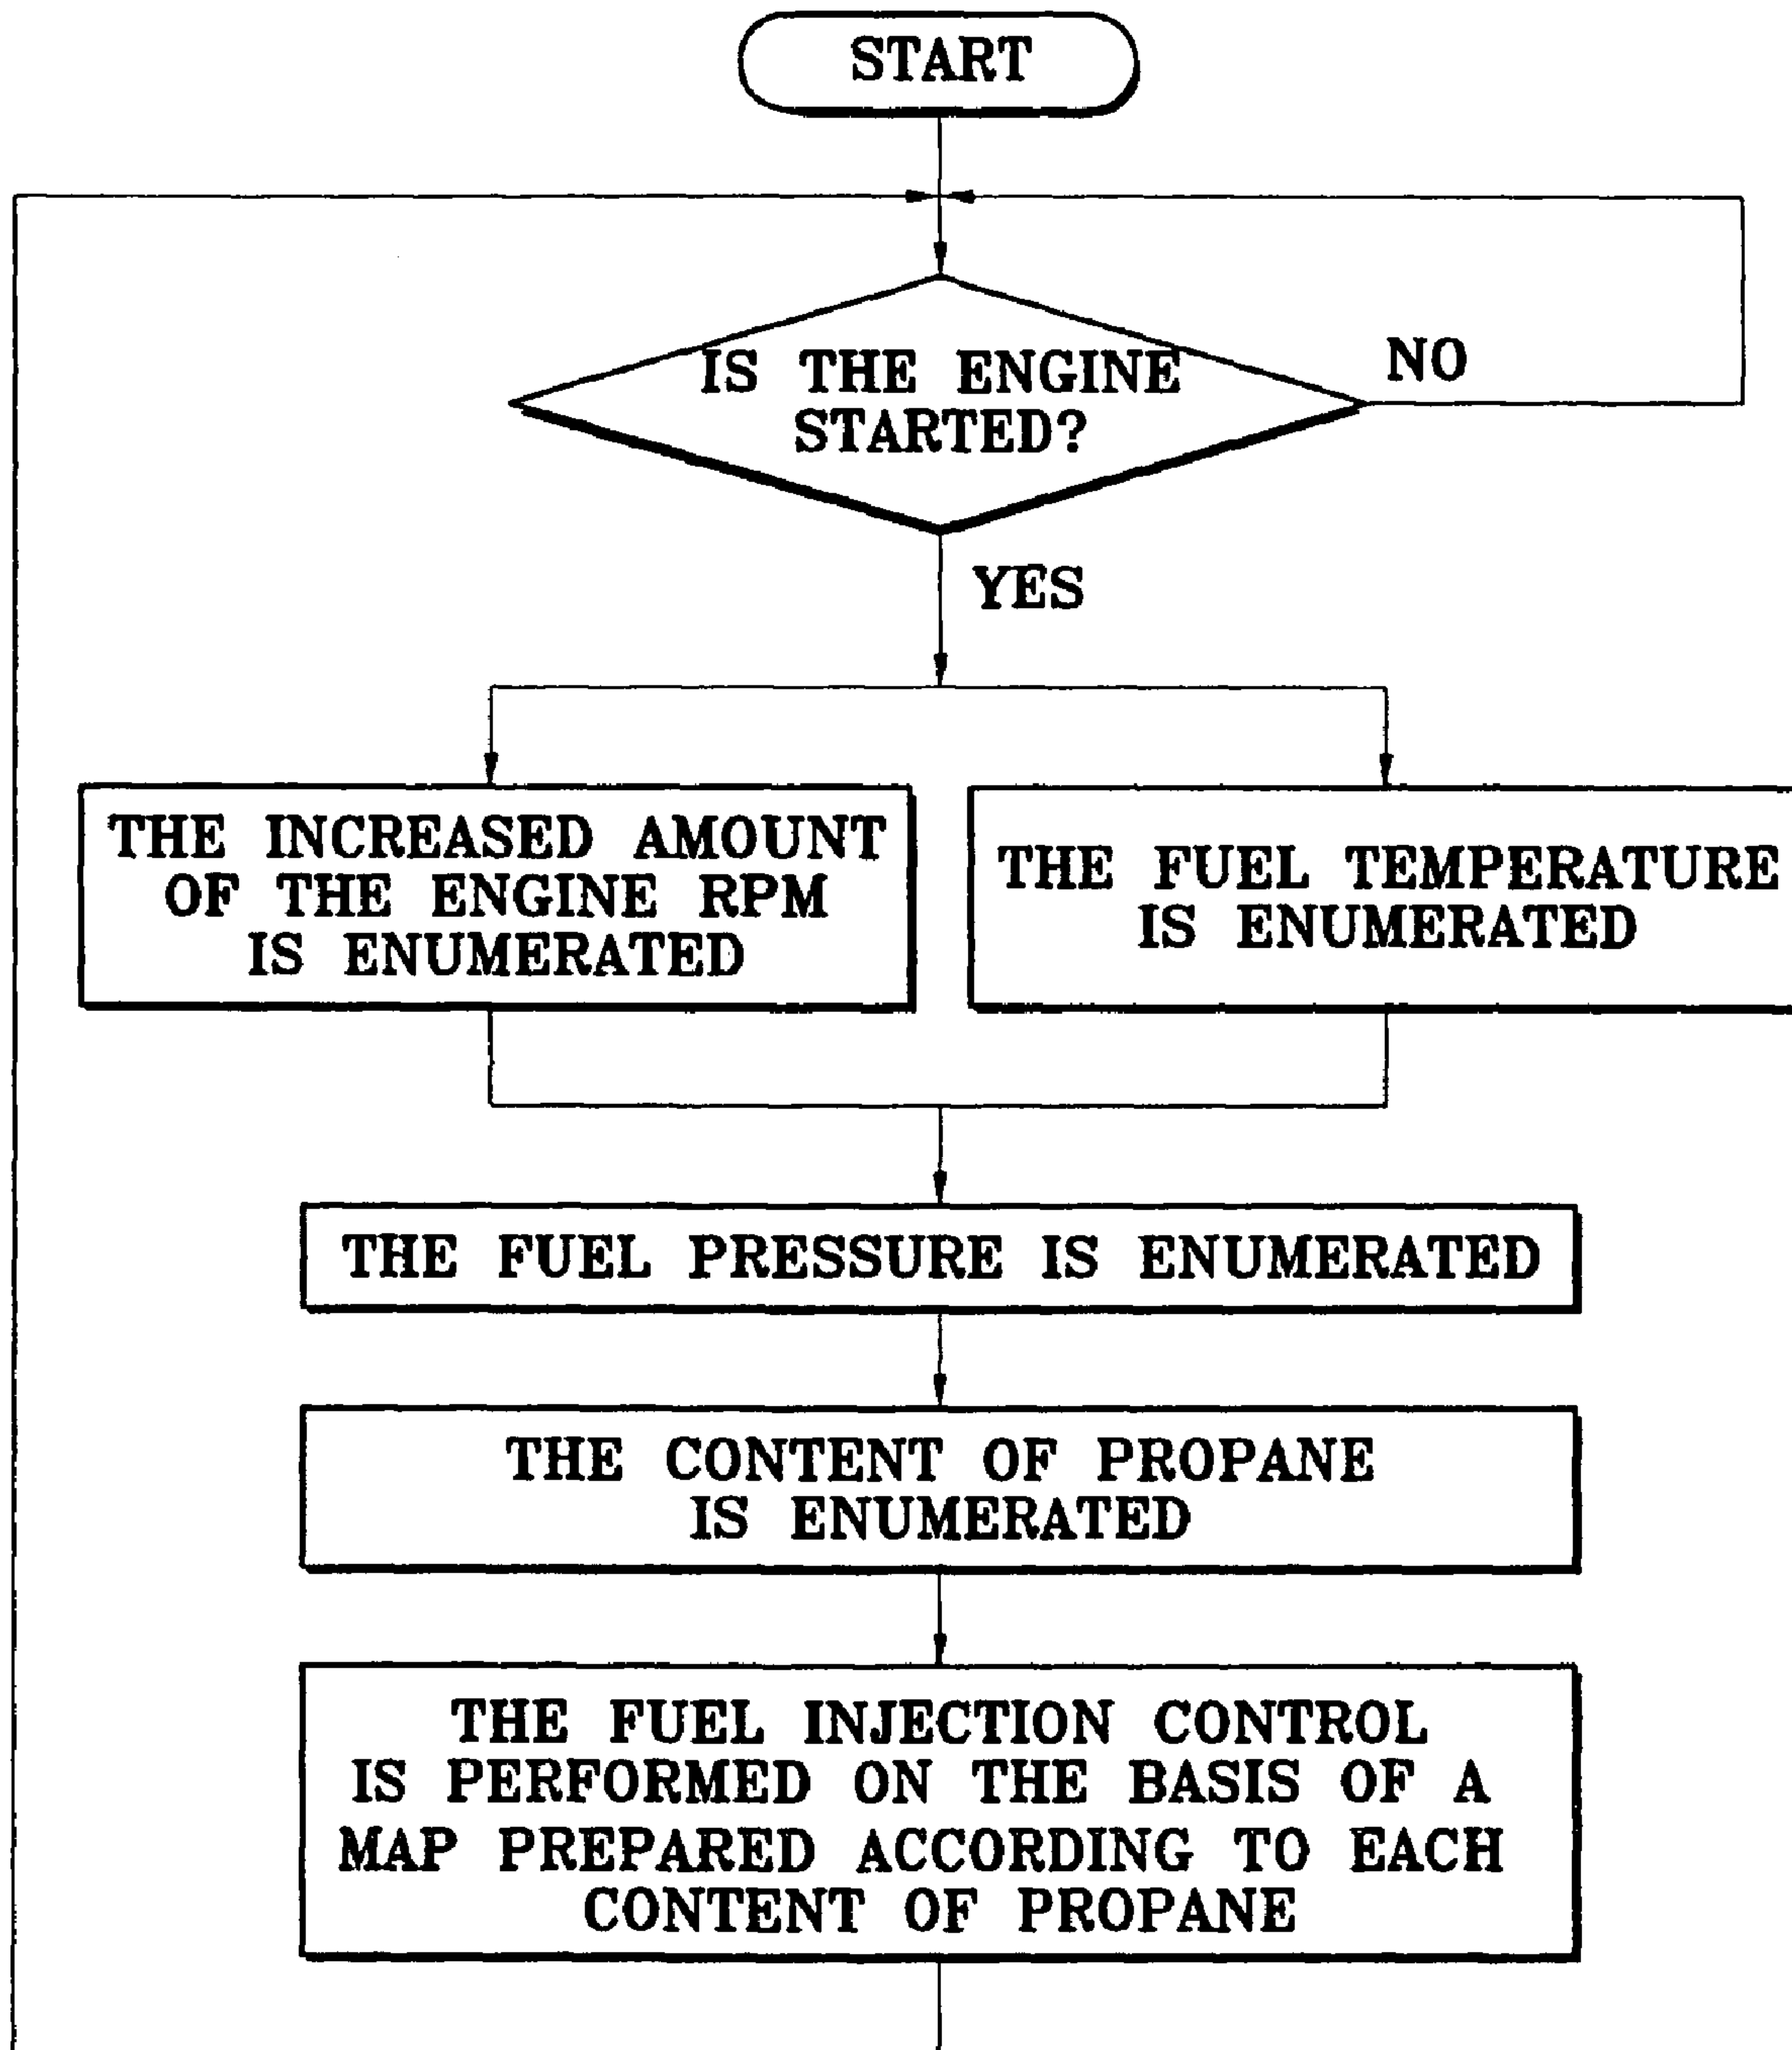 START
IS THE ENGINE
STARTED?
NO
YES
THE INCREASED AMOUNT
OF THE ENGINE RPM
IS ENUMERATED
THE FUEL TEMPERATURE
IS ENUMERATED
THE FUEL PRESSURE IS ENUMERATED
THE CONTENT OF PROPANE
IS ENUMERATED
THE FUEL INJECTION CONTROL
IS PERFORMED ON THE BASIS OF A
MAP PREPARED ACCORDING TO EACH
CONTENT OF PROPANE